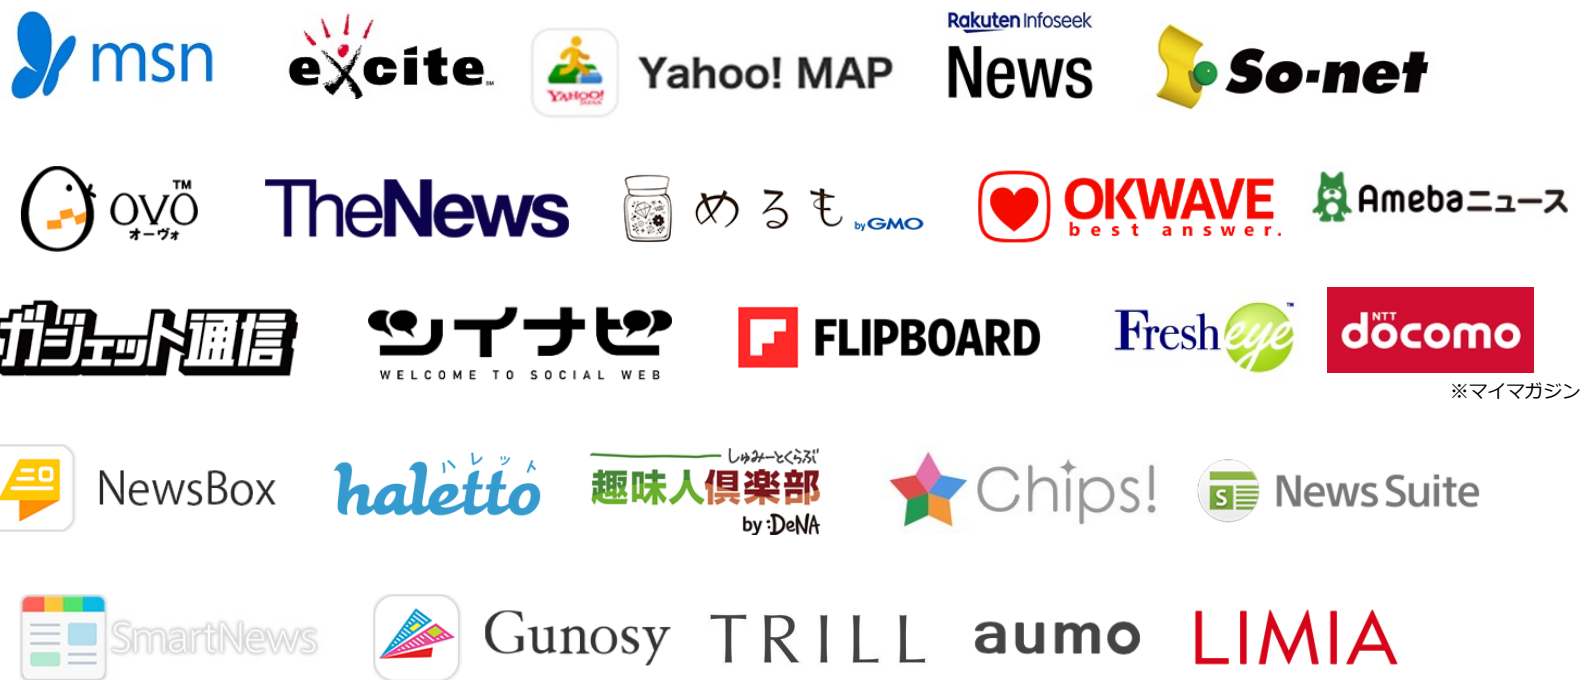 msn
excite
YAHOO! JAPAN
Yahoo! MAP
Rakuten Infoseek
News
So-net
OVO™
オーヴォ
TheNews
めるも byGMO
OKWAVE
best answer.
Amebaニュース
ガジェット通信
ツイナビ
WELCOME TO SOCIAL WEB
FLIPBOARD
Fresheye™
NTT
docomo
※マイマガジン
NewsBox
ハレット
haletto
しゅみーとくらぶ
趣味人倶楽部
by :DeNA
Chips!
S
News Suite
SmartNews
Gunosy
TRILL
aumo
LIMIA